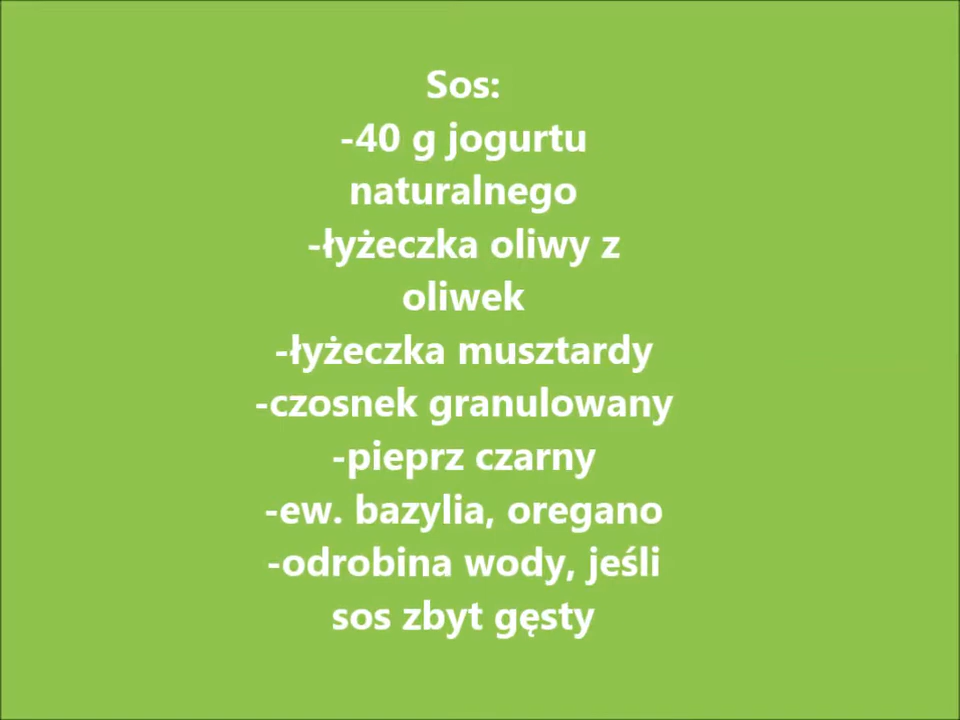 Sos:
-40 g jogurtu
naturalnego
-łyżeczka oliwy z
oliwek
-łyżeczka musztardy
-czosnek granulowany
-pieprz czarny
-ew. bazylia, oregano
-odrobina wody, jeśli
sos zbyt gęsty